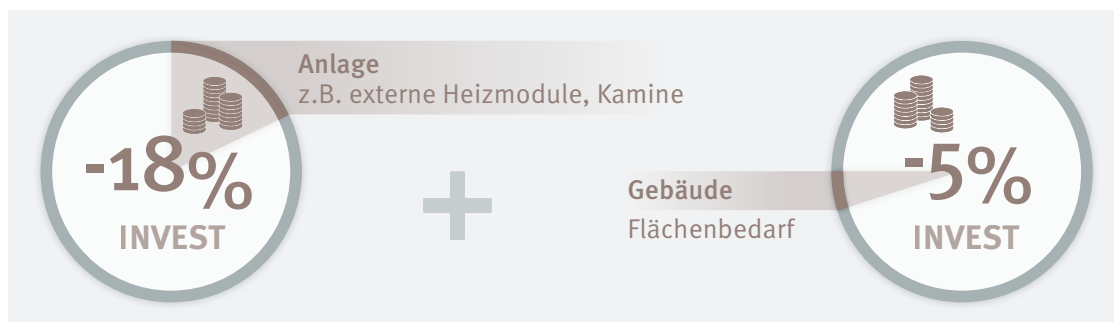 Anlage
z.B. externe Heizmodule, Kamine
-18%
INVEST
+
Gebäude
Flächenbedarf
-5%
INVEST